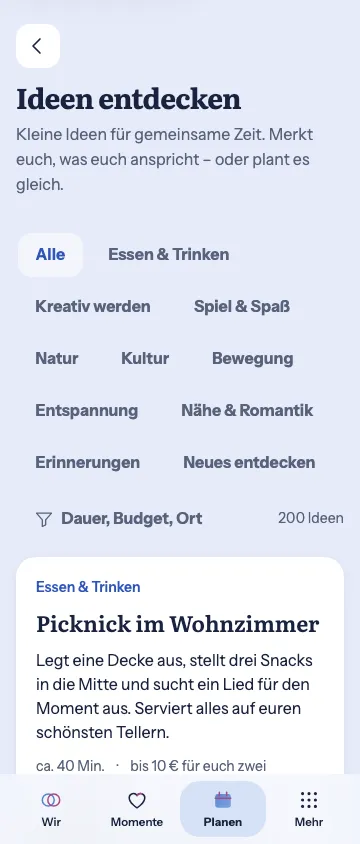 Ideen entdecken
Kleine Ideen für gemeinsame Zeit. Merkt
euch, was euch anspricht – oder plant es
gleich.
Alle
Essen & Trinken
Kreativ werden
Spiel & Spaß
Natur
Kultur
Bewegung
Entspannung
Nähe & Romantik
Erinnerungen
Neues entdecken
Dauer, Budget, Ort
200 Ideen
Essen & Trinken
Picknick im Wohnzimmer
Legt eine Decke aus, stellt drei Snacks
in die Mitte und sucht ein Lied für den
Moment aus. Serviert alles auf euren
schönsten Tellern.
ca. 40 Min. · bis 10 € für euch zwei
Wir
Momente
Planen
Mehr